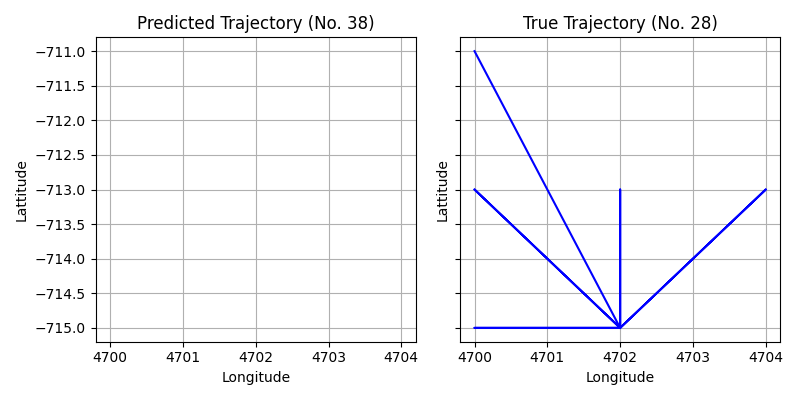 Predicted Trajectory (No. 38)
−711.0
−711.5
−712.0
−712.5
−713.0
−713.5
−714.0
−714.5
−715.0
Lattitude
4700 4701 4702 4703 4704
Longitude
True Trajectory (No. 28)
Lattitude
4700 4701 4702 4703 4704
Longitude